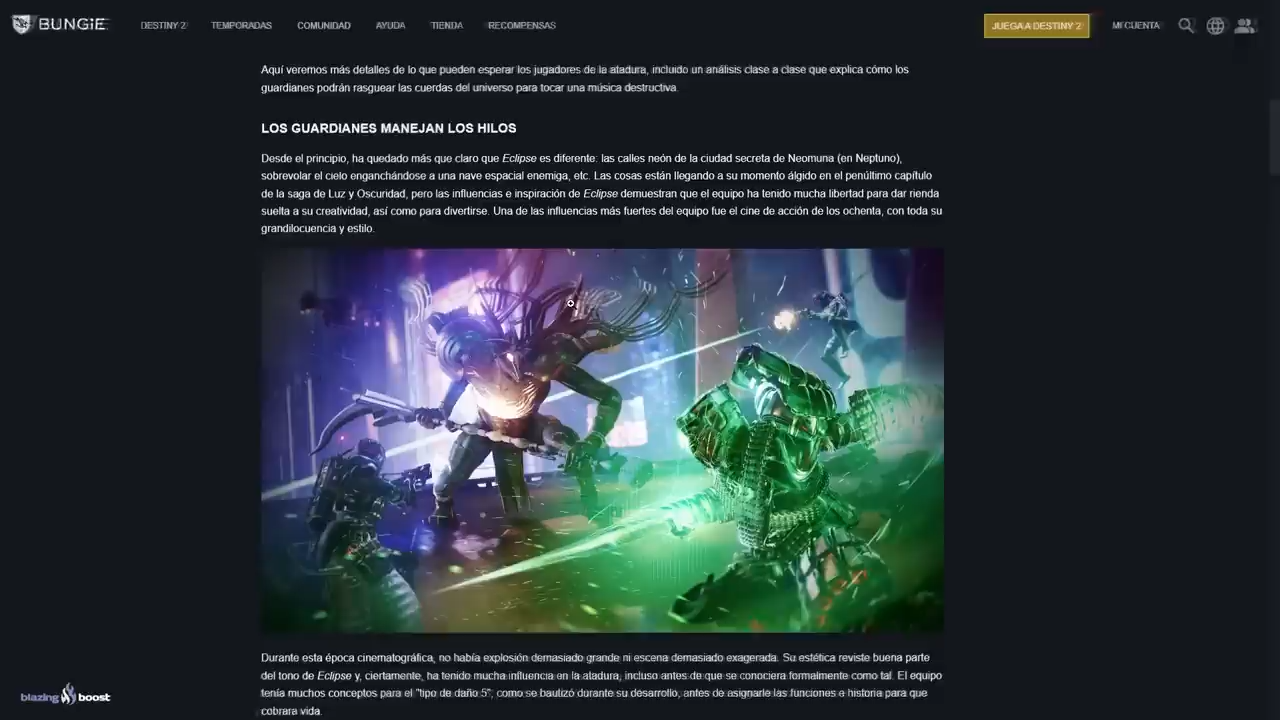 BUNGiE
DESTINY 2 TEMPORADAS COMUNIDAD AYUDA TIENDA RECOMPENSAS JUEGA A DESTINY 2 MI CUENTA
Aquí veremos más detalles de lo que pueden esperar los jugadores de la atadura, incluido un análisis clase a clase que explica cómo los
guardianes podrán rasguear las cuerdas del universo para tocar una música destructiva.
LOS GUARDIANES MANEJAN LOS HILOS
Desde el principio, ha quedado más que claro que Eclipse es diferente: las calles neón de la ciudad secreta de Neomuna (en Neptuno),
sobrevolar el cielo enganchándose a una nave espacial enemiga, etc. Las cosas están llegando a su momento álgido en el penúltimo capítulo
de la saga de Luz y Oscuridad, pero las influencias e inspiración de Eclipse demuestran que el equipo ha tenido mucha libertad para dar rienda
suelta a su creatividad, así como para divertirse. Una de las influencias más fuertes del equipo fue el cine de acción de los ochenta, con toda su
grandilocuencia y estilo.
Durante esta época cinematográfica, no había explosión demasiado grande ni escena demasiado exagerada. Su estética reviste buena parte
del tono de Eclipse y, ciertamente, ha tenido mucha influencia en la atadura, incluso antes de que se conociera formalmente como tal. El equipo
tenía muchos conceptos para el "tipo de daño 5", como se bautizó durante su desarrollo, antes de asignarle las funciones e historia para que
cobrara vida.
blazing boost